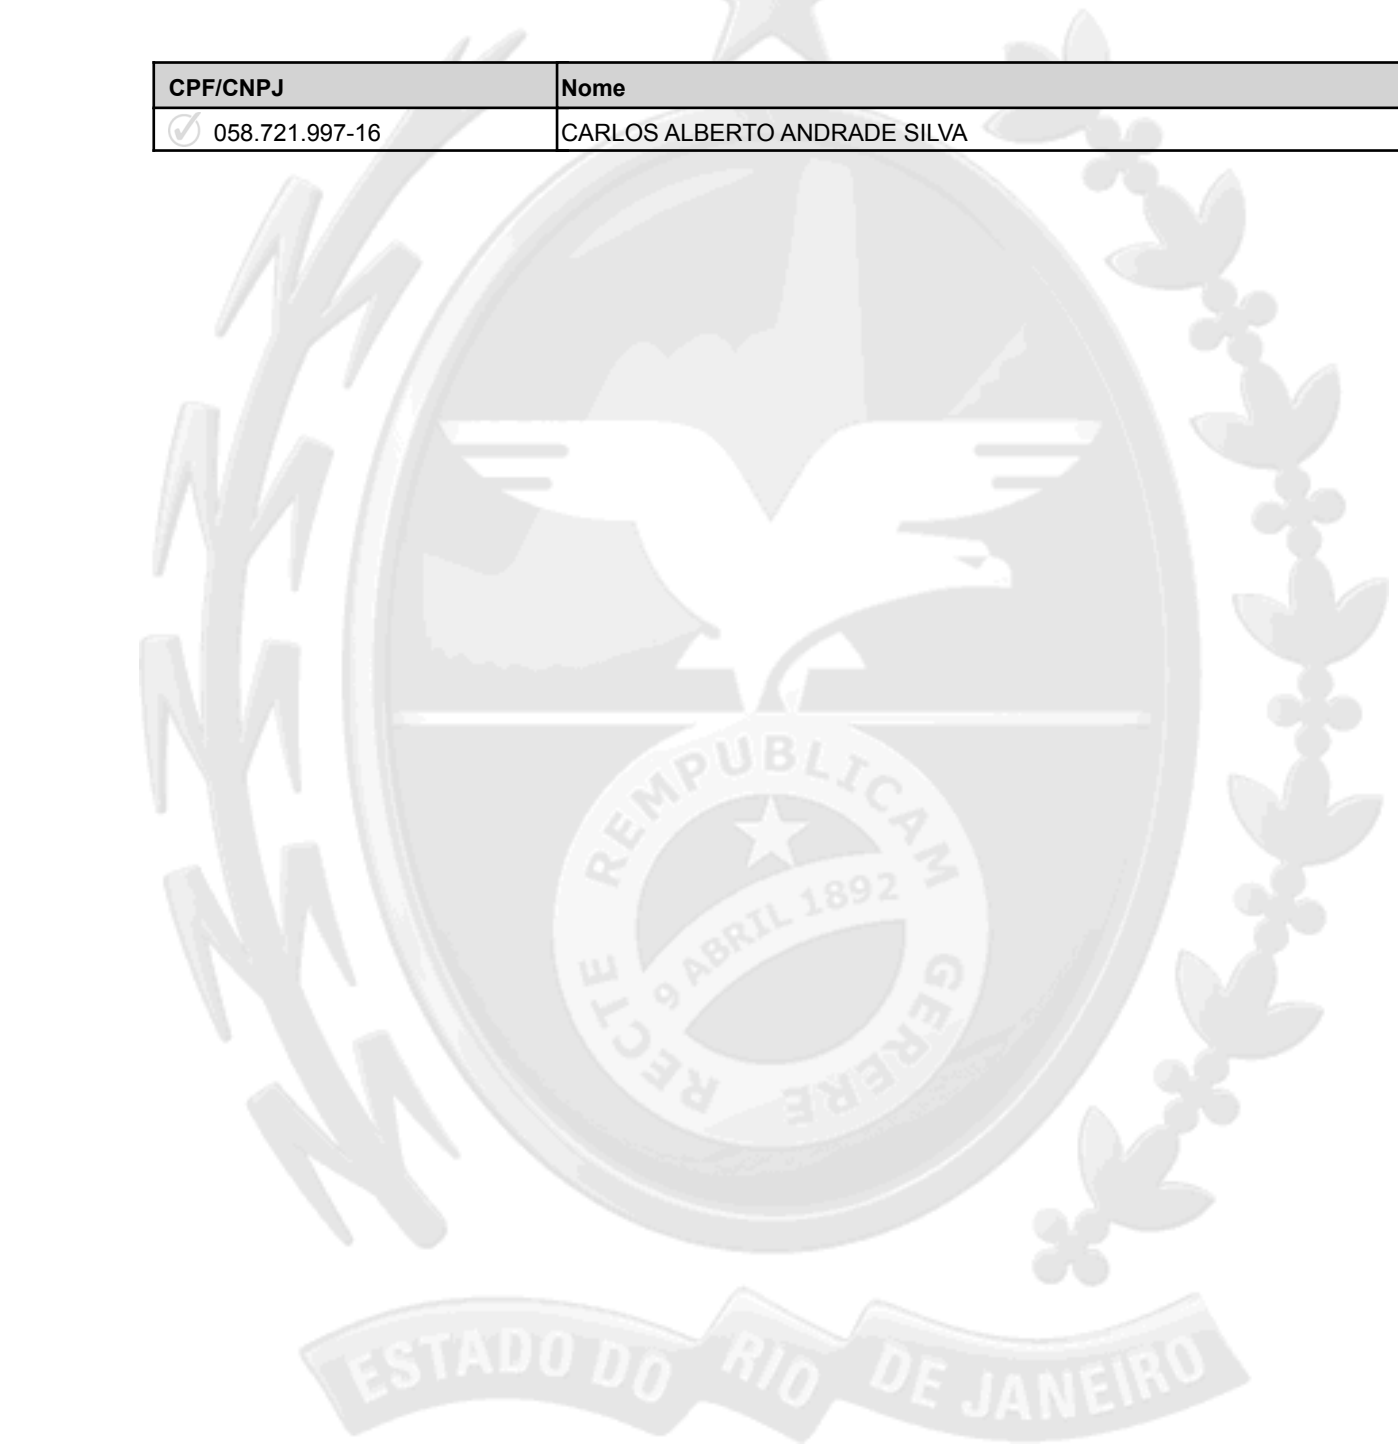 CPF/CNPJ Nome
058.721.997-16 CARLOS ALBERTO ANDRADE SILVA
REMPUBLICAM
9 ABRIL 1892
RECTE GERERE
ESTADO DO RIO DE JANEIRO